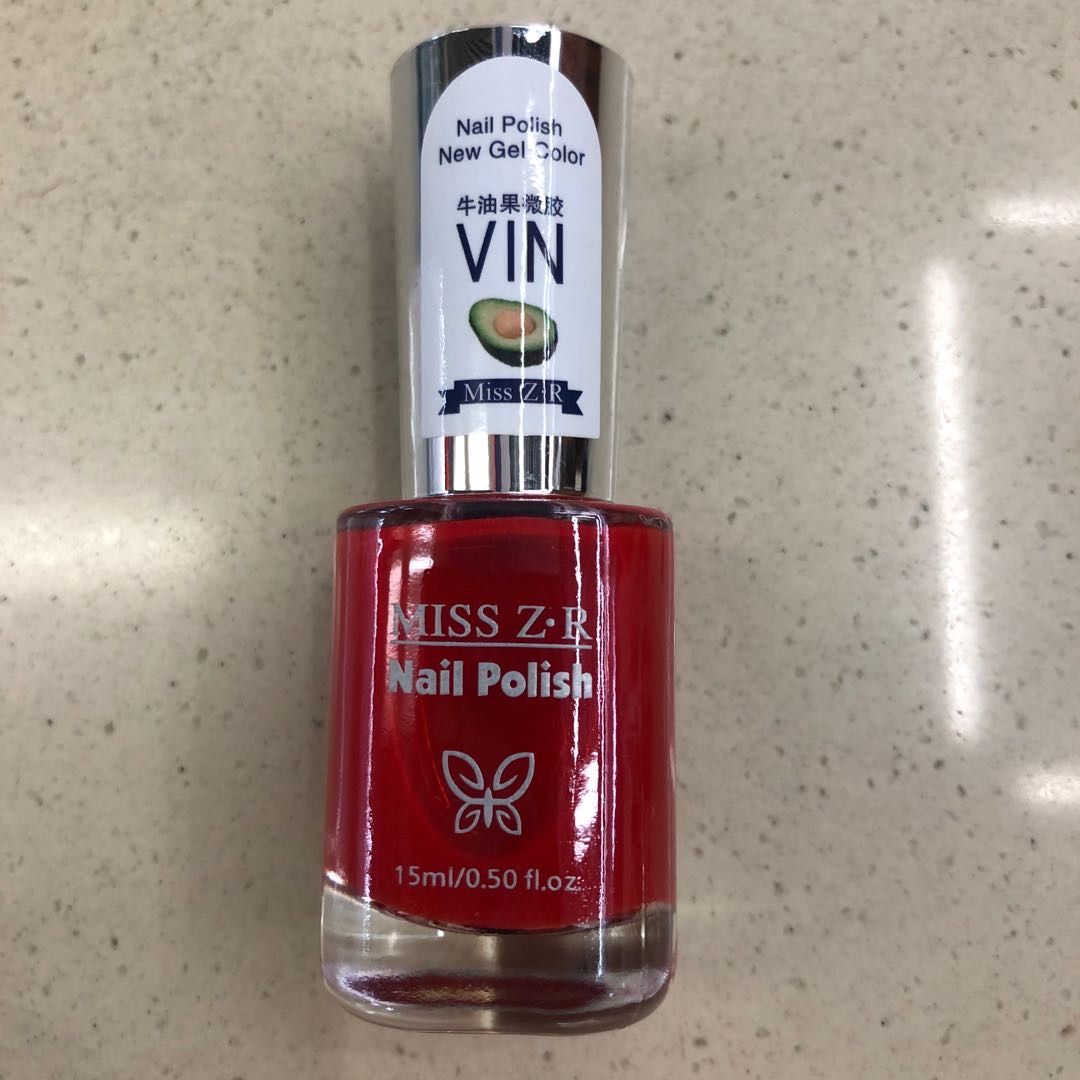 Nail Polish
New Gel Color
牛油果微胶
VIN
Miss Z·R
MISS Z·R
Nail Polish
15ml/0.50 fl.oz